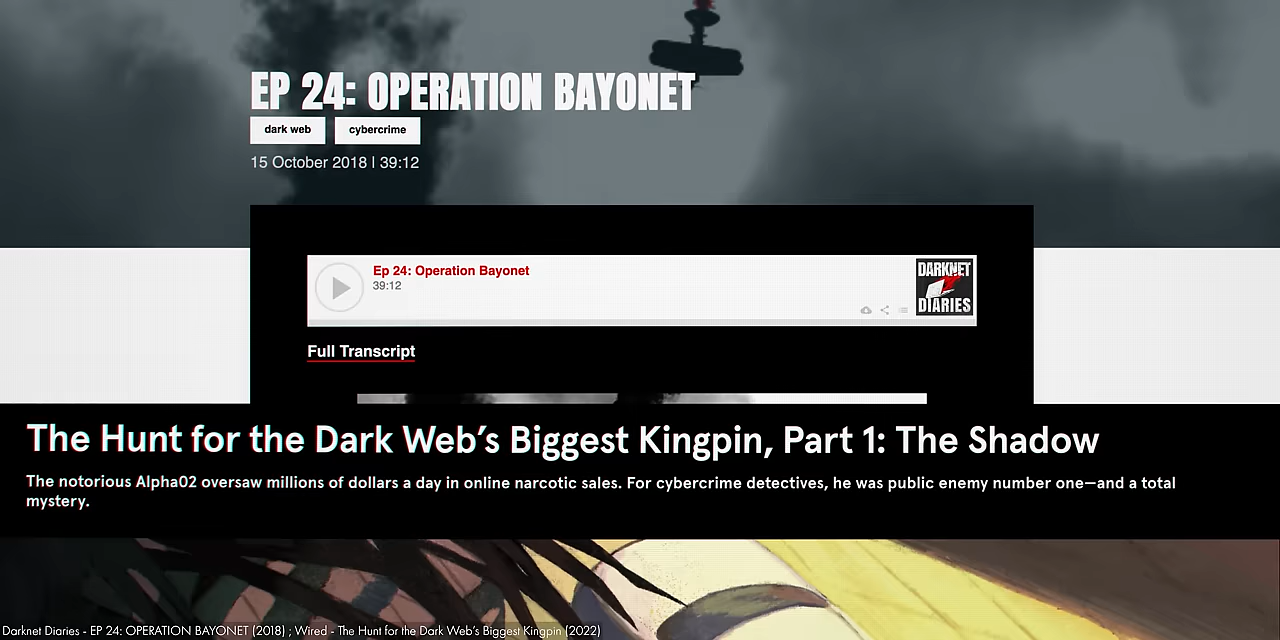 EP 24: OPERATION BAYONET
dark web
cybercrime
15 October 2018 | 39:12
Ep 24: Operation Bayonet
39:12
DARKNET
DIARIES
Full Transcript
The Hunt for the Dark Web’s Biggest Kingpin, Part 1: The Shadow
The notorious Alpha02 oversaw millions of dollars a day in online narcotic sales. For cybercrime detectives, he was public enemy number one—and a total
mystery.
Darknet Diaries - EP 24: OPERATION BAYONET (2018) ; Wired - The Hunt for the Dark Web's Biggest Kingpin (2022)